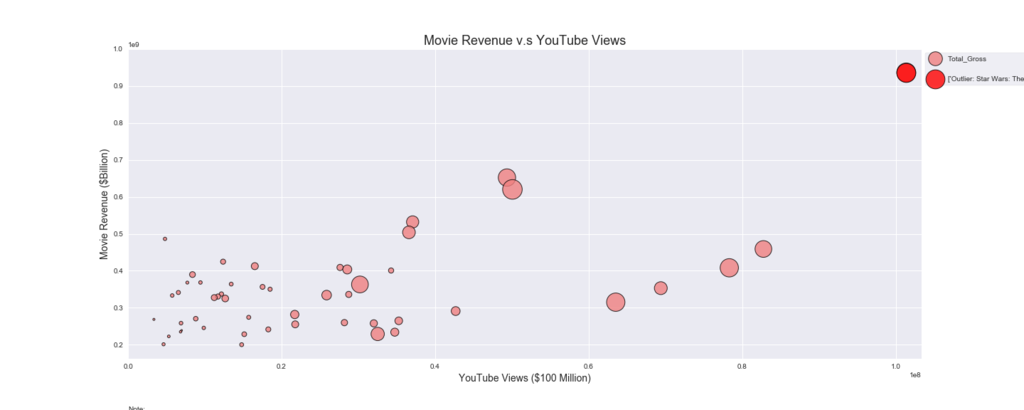 Movie Revenue v.s YouTube Views
1e9
1.0
0.9
0.8
0.7
0.6
0.5
0.4
0.3
0.2
Movie Revenue ($Billion)
Total_Gross
['Outlier: Star Wars: The
0.0
0.2
0.4
0.6
0.8
1.0
1e8
YouTube Views ($100 Million)
Note: